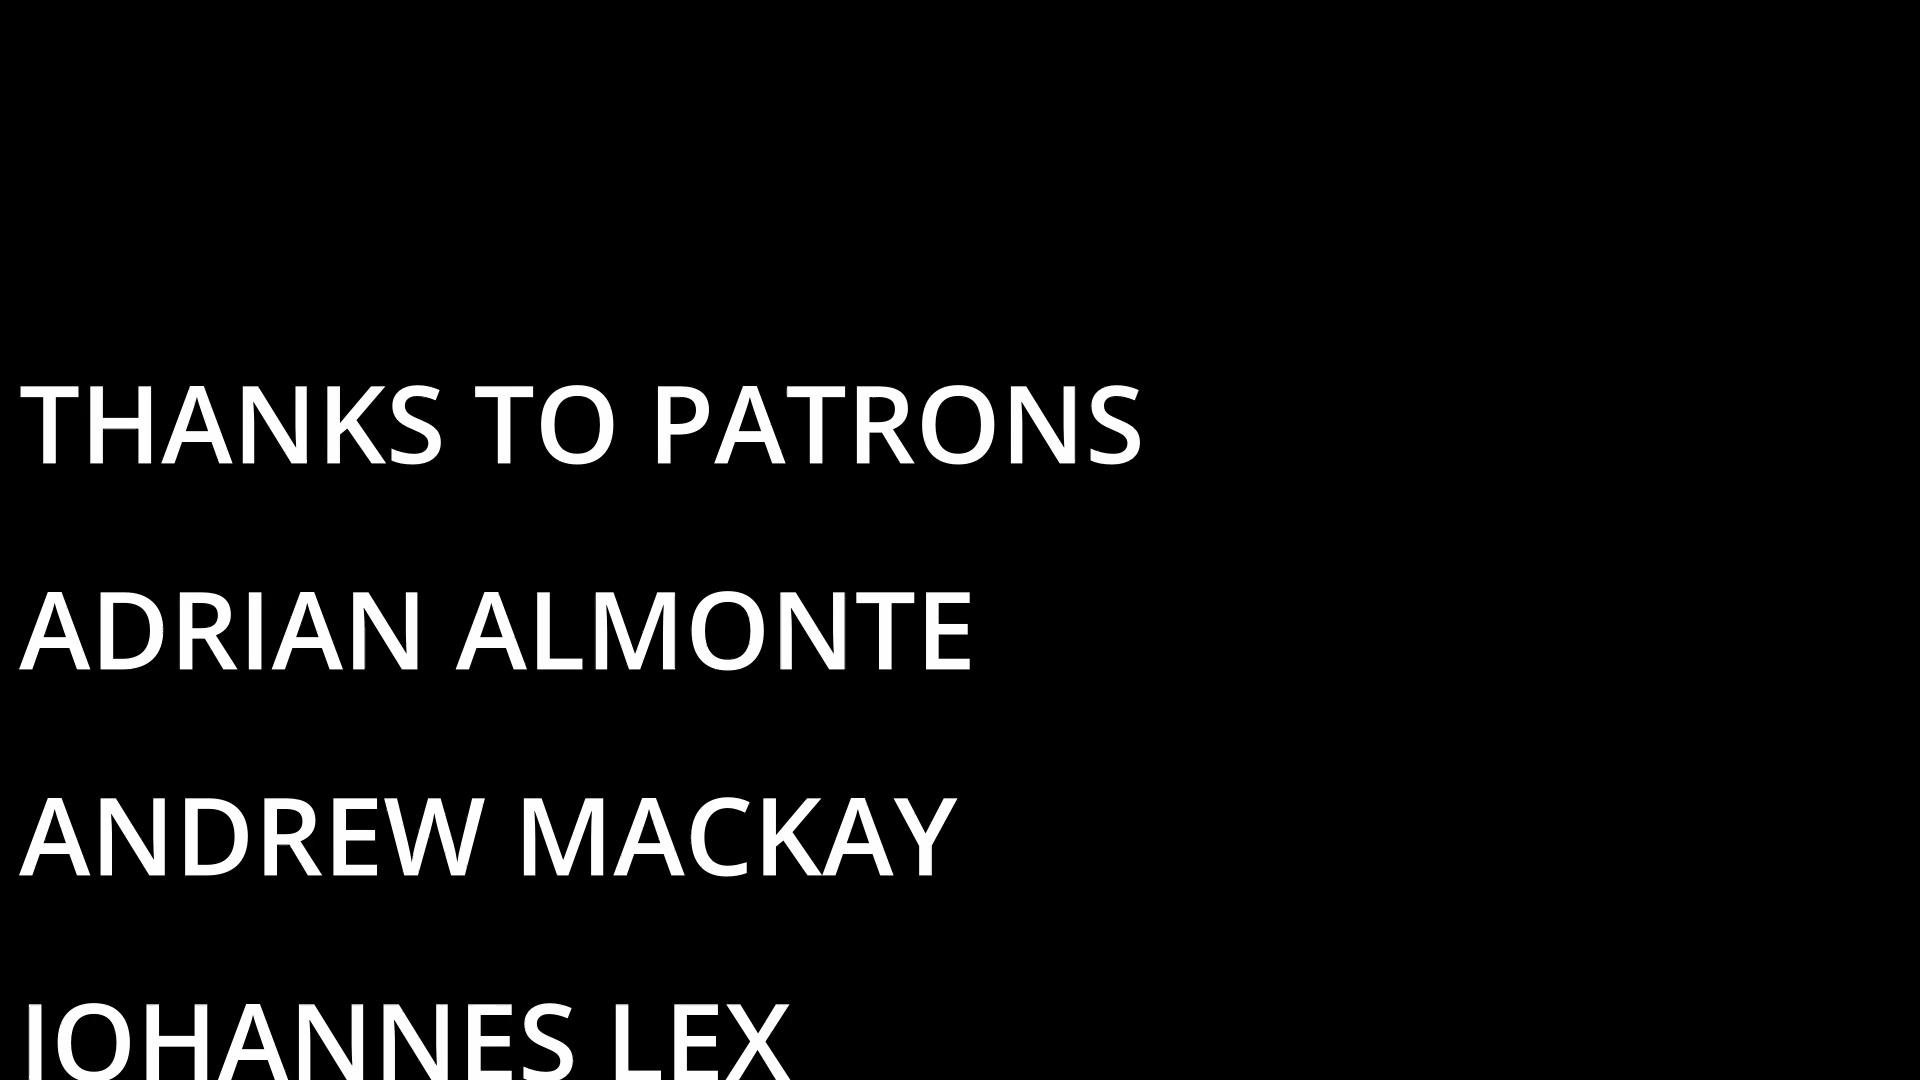 THANKS TO PATRONS
ADRIAN ALMONTE
ANDREW MACKAY
JOHANNES LEX